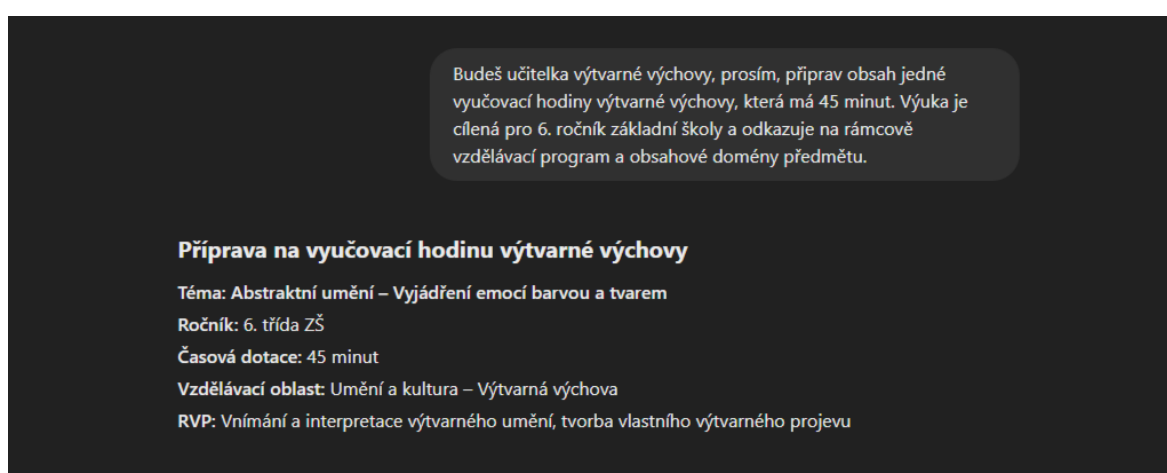 Budeš učitelka výtvarné výchovy, prosím, připrav obsah jedné
vyučovací hodiny výtvarné výchovy, která má 45 minut. Výuka je
cílená pro 6. ročník základní školy a odkazuje na rámcově
vzdělávací program a obsahové domény předmětu.
Příprava na vyučovací hodinu výtvarné výchovy
Téma: Abstraktní umění – Vyjádření emocí barvou a tvarem
Ročník: 6. třída ZŠ
Časová dotace: 45 minut
Vzdělávací oblast: Umění a kultura – Výtvarná výchova
RVP: Vnímání a interpretace výtvarného umění, tvorba vlastního výtvarného projevu